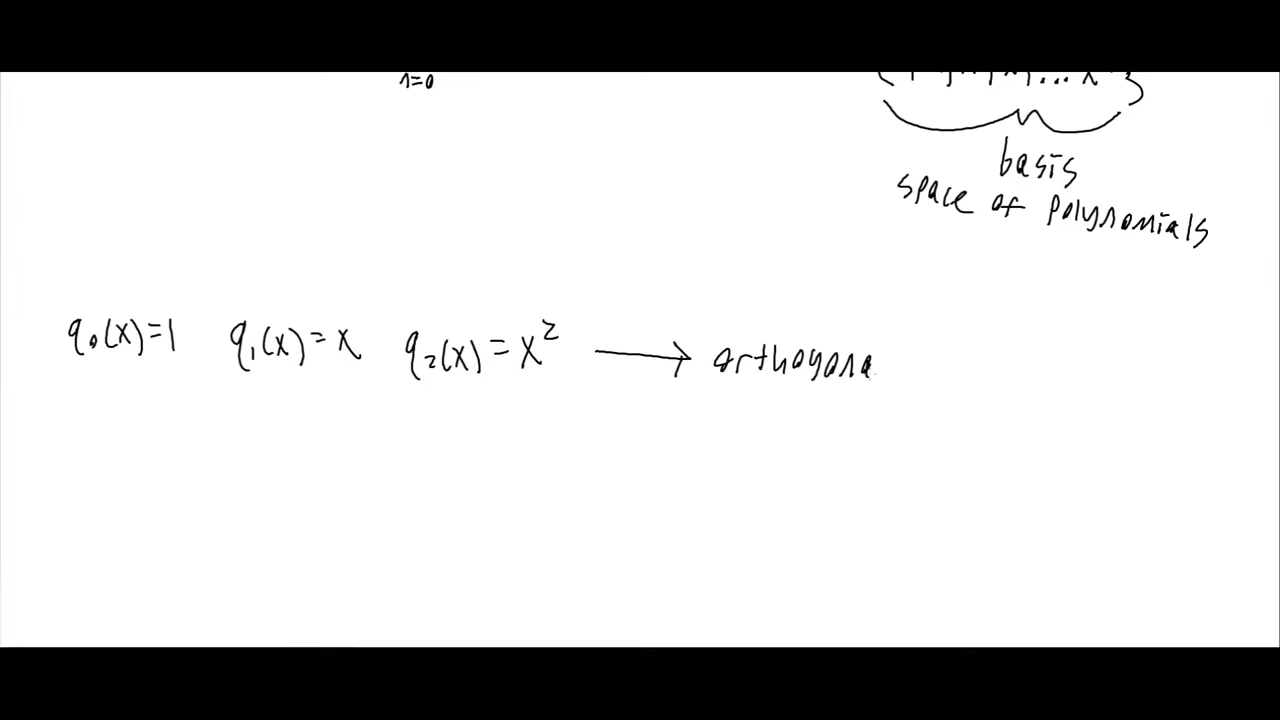 n=0
basis
space of polynomials
q₀(x)=1 q₁(x)=x q₂(x)=x² → orthogona